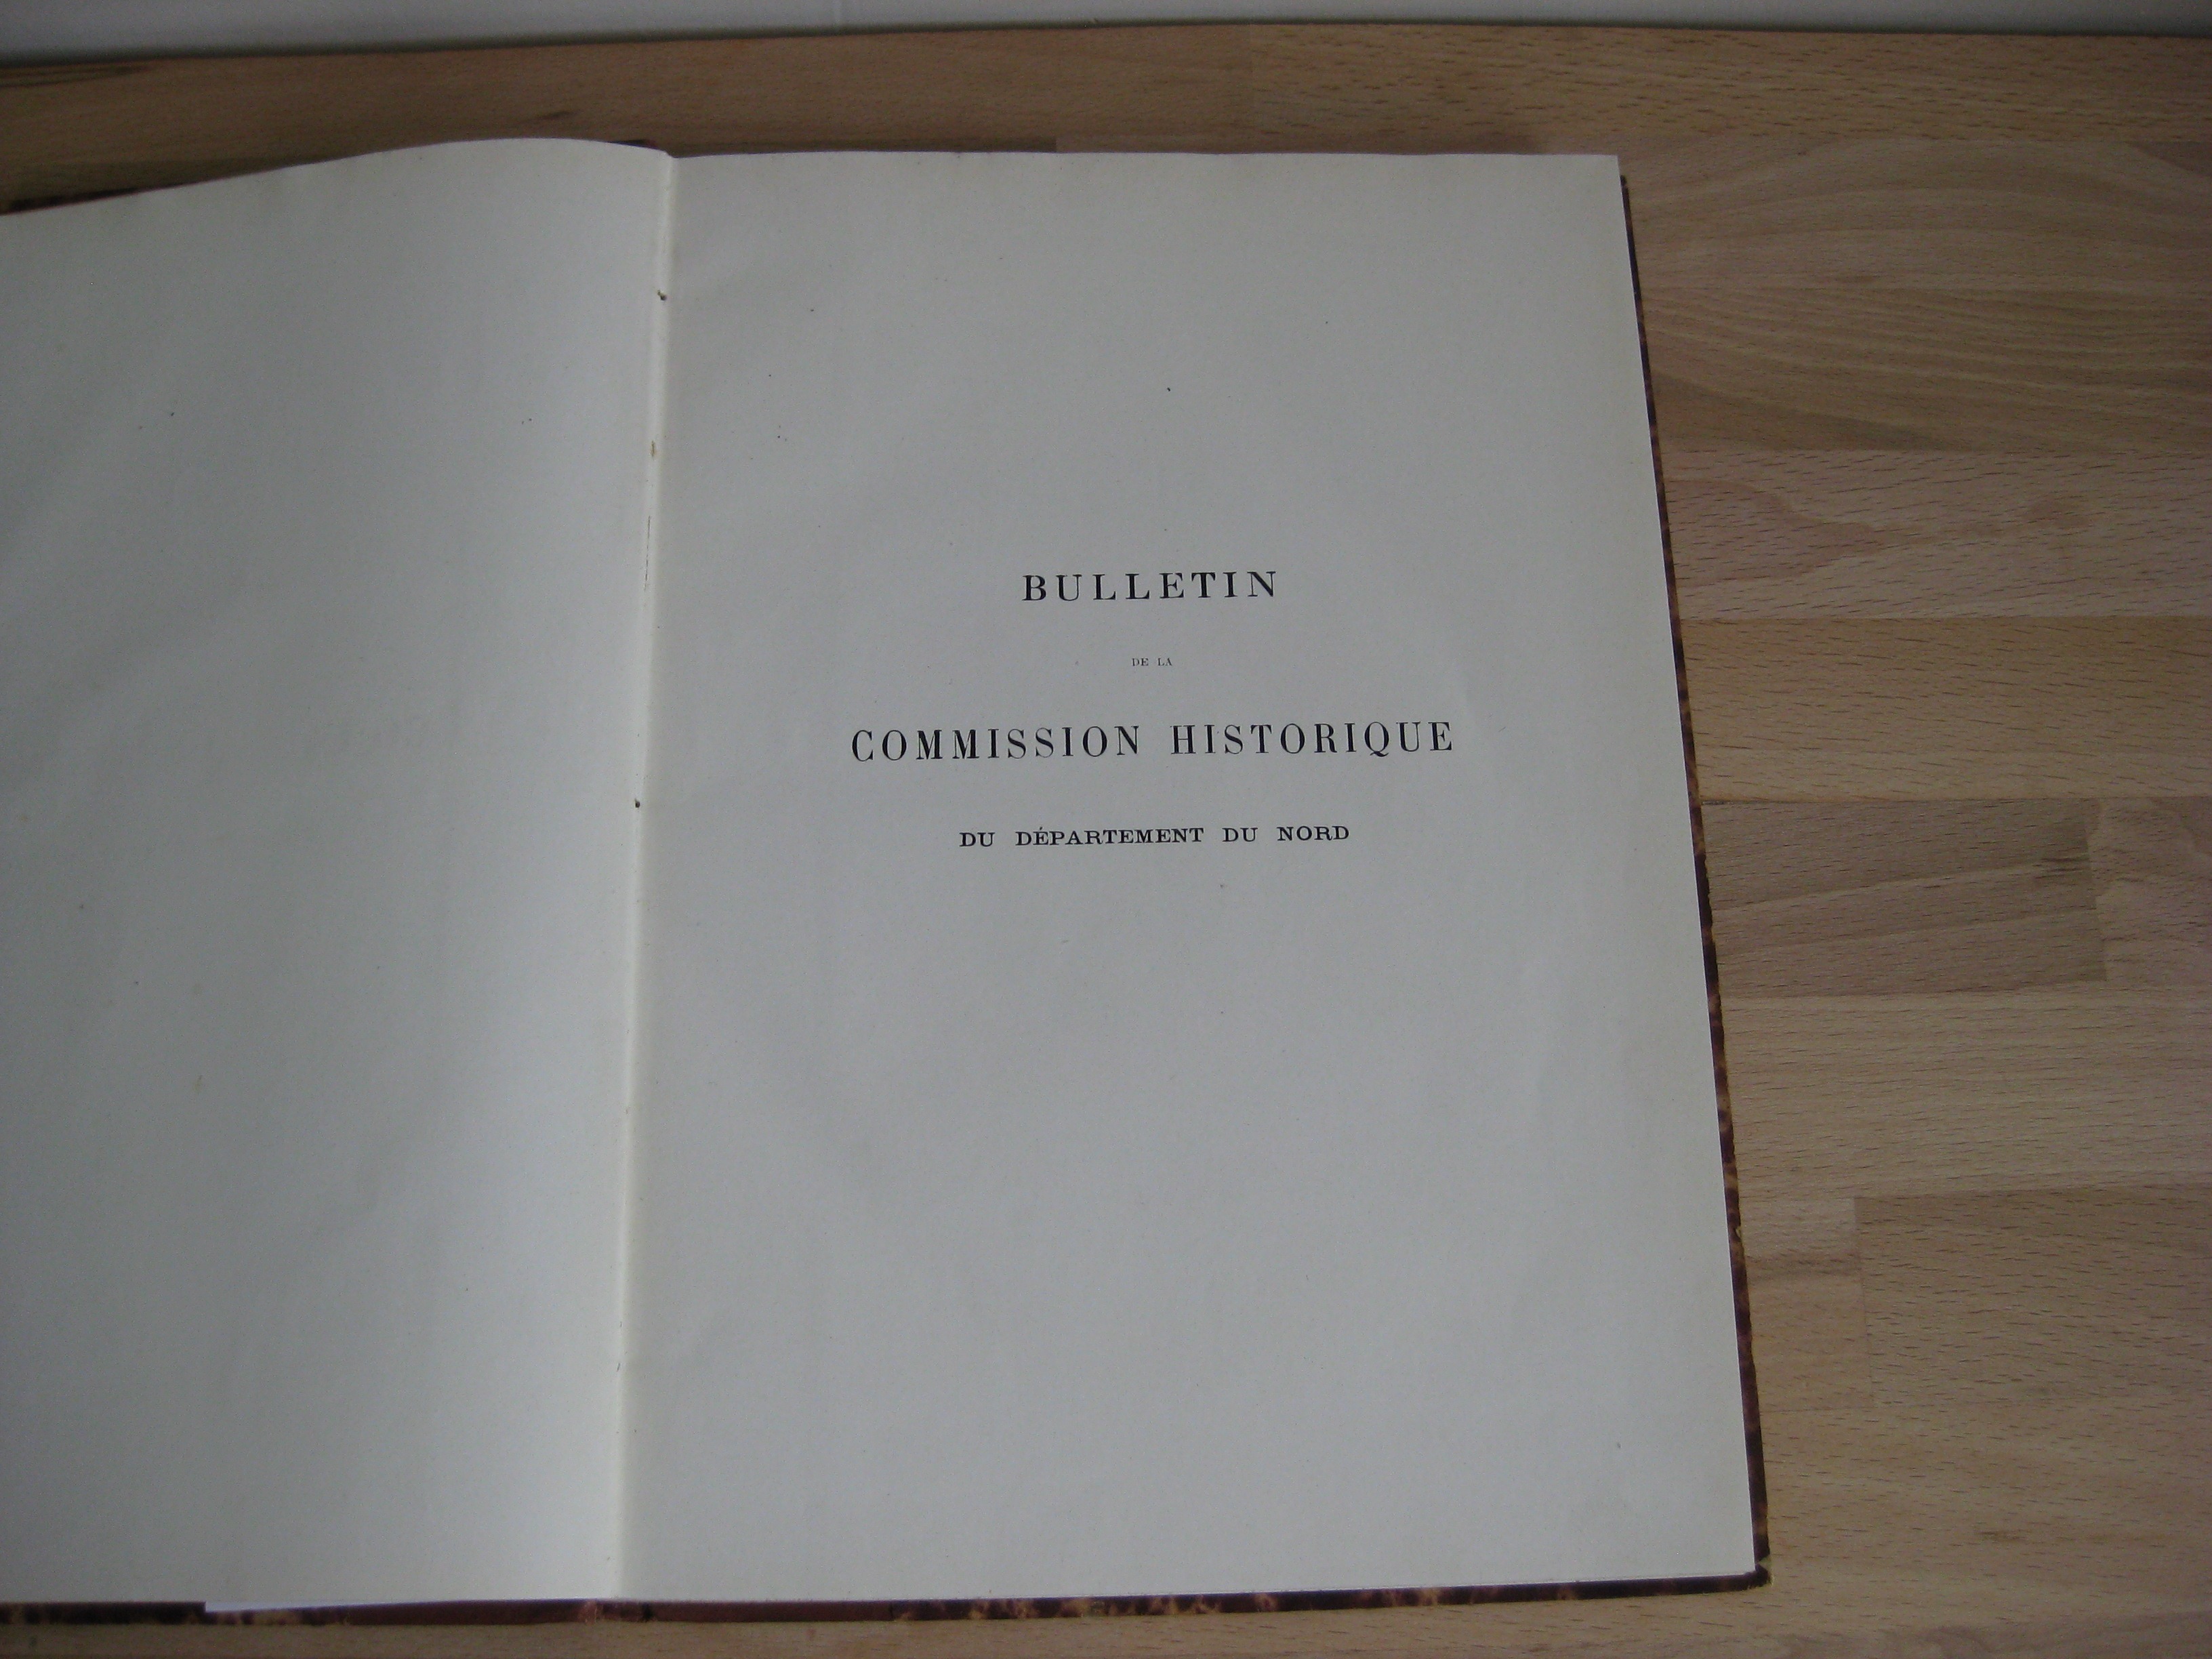 BULLETIN
DE LA
COMMISSION HISTORIQUE
DU DÉPARTEMENT DU NORD